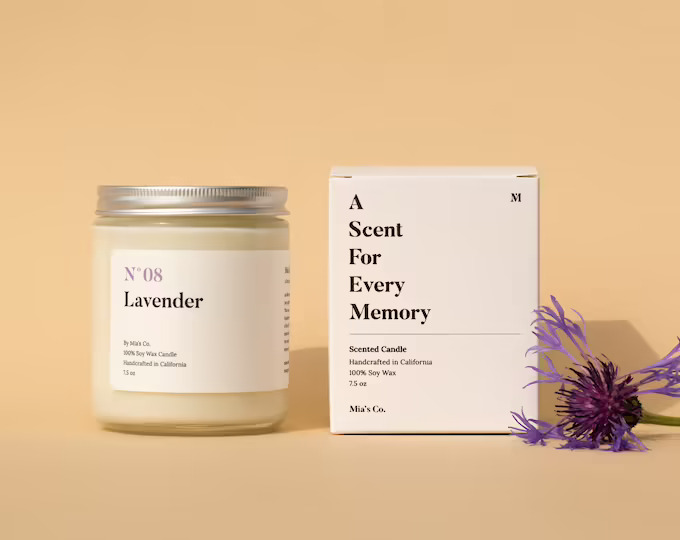 N° 08
Lavender
By Mia's Co.
100% Soy Wax Candle
Handcrafted in California
7.5 oz
A
Scent
For
Every
Memory
M
Scented Candle
Handcrafted in California
100% Soy Wax
7.5 oz
Mia's Co.